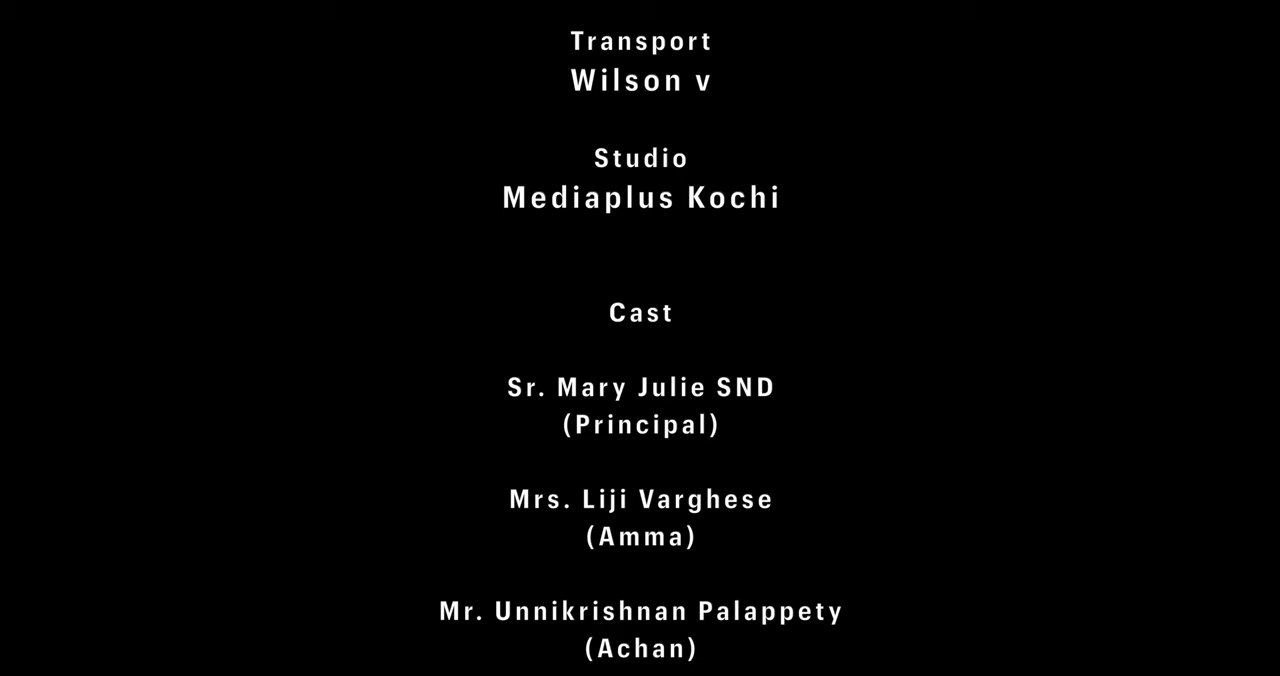 Transport
Wilson v
Studio
Mediaplus Kochi
Cast
Sr. Mary Julie SND
(Principal)
Mrs. Liji Varghese
(Amma)
Mr. Unnikrishnan Palappety
(Achan)